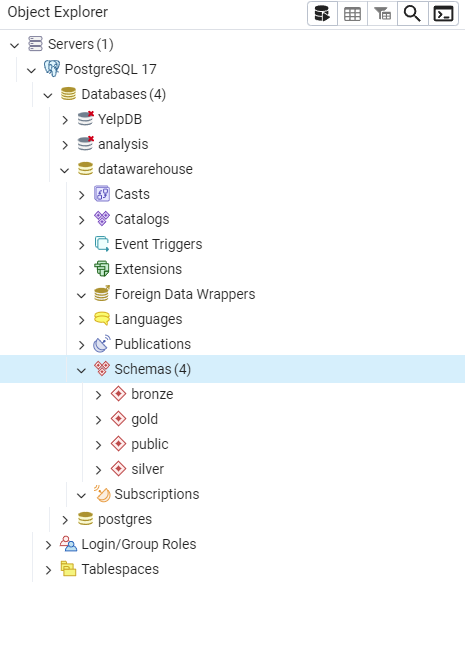 Object Explorer
Servers (1)
PostgreSQL 17
Databases (4)
YelpDB
analysis
datawarehouse
Casts
Catalogs
Event Triggers
Extensions
Foreign Data Wrappers
Languages
Publications
Schemas (4)
bronze
gold
public
silver
Subscriptions
postgres
Login/Group Roles
Tablespaces